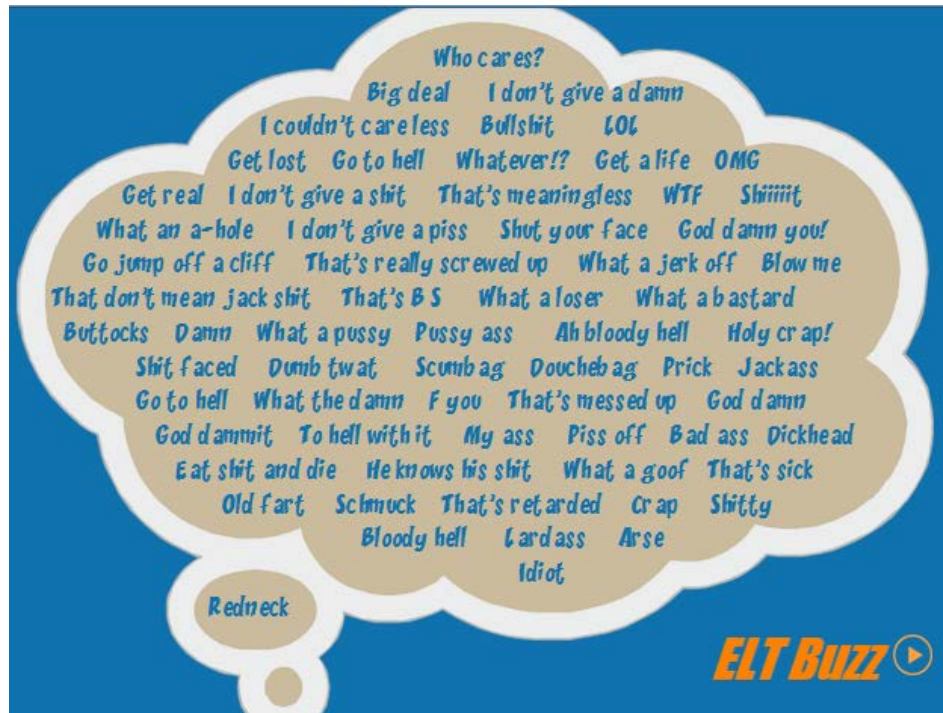 Who cares?
Big deal I don't give a damn
I couldn't care less Bullshit LOL
Get lost Go to hell Whatever!? Get a life OMG
Get real I don't give a shit That's meaningless WTF Shiiiiit
What an a-hole I don't give a piss Shut your face God damn you!
Go jump off a cliff That's really screwed up What a jerk off Blow me
That don't mean jack shit That's B S What a loser What a bastard
Buttocks Damn What a pussy Pussy ass Ah bloody hell Holy crap!
Shit faced Dumb twat Scumbag Douchebag Prick Jackass
Go to hell What the damn F you That's messed up God damn
God dammit To hell with it My ass Piss off Bad ass Dickhead
Eat shit and die He knows his shit What a goof That's sick
Old fart Schmuck That's retarded Crap Shitty
Bloody hell Lard ass Arse
Idiot
Redneck
ELT Buzz